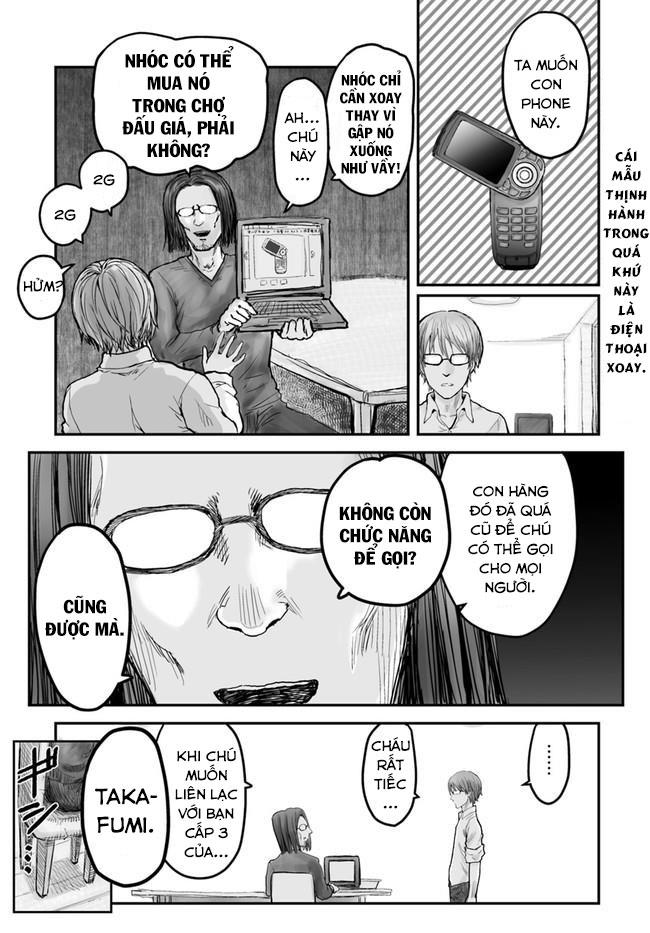 TA MUỐN
CON
PHONE
NÀY.
CÁI
MẪU
THỊNH
HÀNH
TRONG
QUÁ
KHỨ
NÀY
LÀ
ĐIỆN
THOẠI
XOAY.
NHÓC CHỈ
CẦN XOAY
THAY VÌ
GẬP NÓ
XUỐNG
NHƯ VẦY!
NHÓC CÓ THỂ
MUA NÓ
TRONG CHỢ
ĐẤU GIÁ, PHẢI
KHÔNG?
AH...
CHÚ
NÀY
...
2G
2G
HỬM?
CON HÀNG
ĐÓ ĐÃ QUÁ
CŨ ĐỂ CHÚ
CÓ THỂ GỌI
CHO MỌI
NGƯỜI.
KHÔNG CÒN
CHỨC NĂNG
ĐỂ GỌI?
CŨNG
ĐƯỢC MÀ.
......
CHÁU
RẤT
TIẾC
...
KHI CHÚ
MUỐN
LIÊN LẠC
VỚI BẠN
CẤP 3
CỦA...
TAKA-
FUMI.